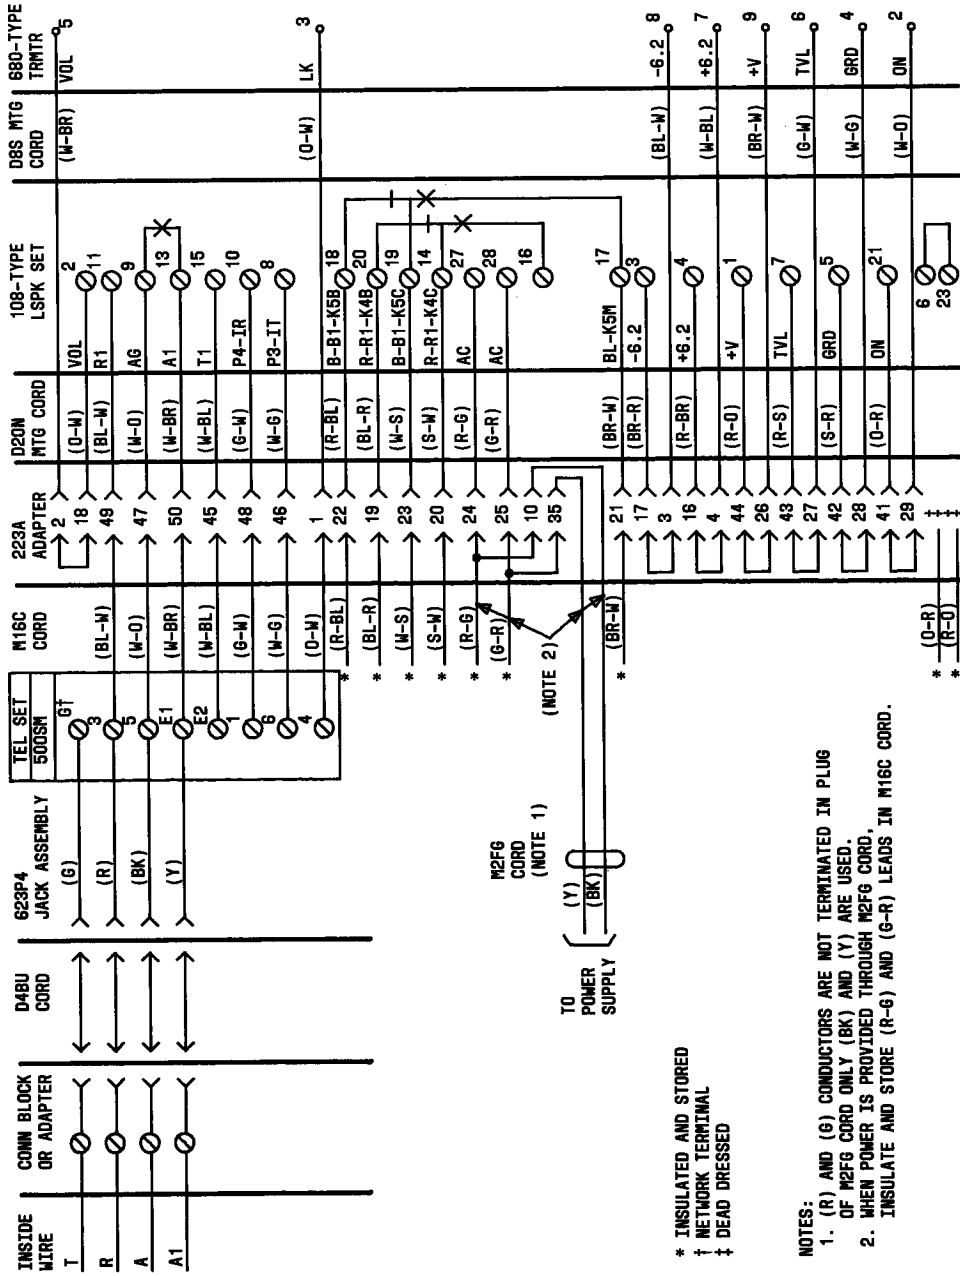 INSIDE WIRE
CONN BLOCK OR ADAPTER
D4BU CORD
623P4 JACK ASSEMBLY
TEL SET 500SM
M16C CORD
223A ADAPTER
D20N MTG CORD
108-TYPE LSPK SET
D8S MTG CORD
680-TYPE TRMTR
2 (W-BR) VOL 5
18 (O-W) VOL 2
T (G) G†
R (R) 3 (BL-W) 49 (BL-W) R1 11
A (BK) 5 (W-O) 47 (W-O) AG 9
A1 (Y) E1 (W-BR) 50 (W-BR) A1 13
E2 (W-BL) 45 (W-BL) T1 15
1 (G-W) 48 (G-W) P4-IR 10
6 (W-G) 46 (W-G) P3-IT 8
4 (O-W) 1 (O-W) LK 3
* (R-BL) 22 (R-BL) B-B1-K5B 18
* (BL-R) 19 (BL-R) R-R1-K4B 20
* (W-S) 23 (W-S) B-B1-K5C 19
* (S-W) 20 (S-W) R-R1-K4C 14
* (R-G) 24 (R-G) AC 27
* (G-R) 25 (G-R) AC 28
10
35
16
(NOTE 2)
M2FG CORD (NOTE 1)
(Y)
(BK)
TO POWER SUPPLY
* (BR-W) 21 (BR-W) BL-K5M 17
17 (BR-R) -6.2 3
3 (BL-W) -6.2 8
16 (R-BR) +6.2 4
4 (W-BL) +6.2 7
44 (R-O) +V 1
26 (BR-W) +V 9
43 (R-S) TVL 7
27 (G-W) TVL 6
42 (S-R) GRD 5
28 (W-G) GRD 4
41 (O-R) ON 21
29 (W-O) ON 2
* (O-R) ‡ 6
* (R-O) ‡ 23
* INSULATED AND STORED
† NETWORK TERMINAL
‡ DEAD DRESSED
NOTES:
1. (R) AND (G) CONDUCTORS ARE NOT TERMINATED IN PLUG
OF M2FG CORD ONLY (BK) AND (Y) ARE USED.
2. WHEN POWER IS PROVIDED THROUGH M2FG CORD,
INSULATE AND STORE (R-G) AND (G-R) LEADS IN M16C CORD.